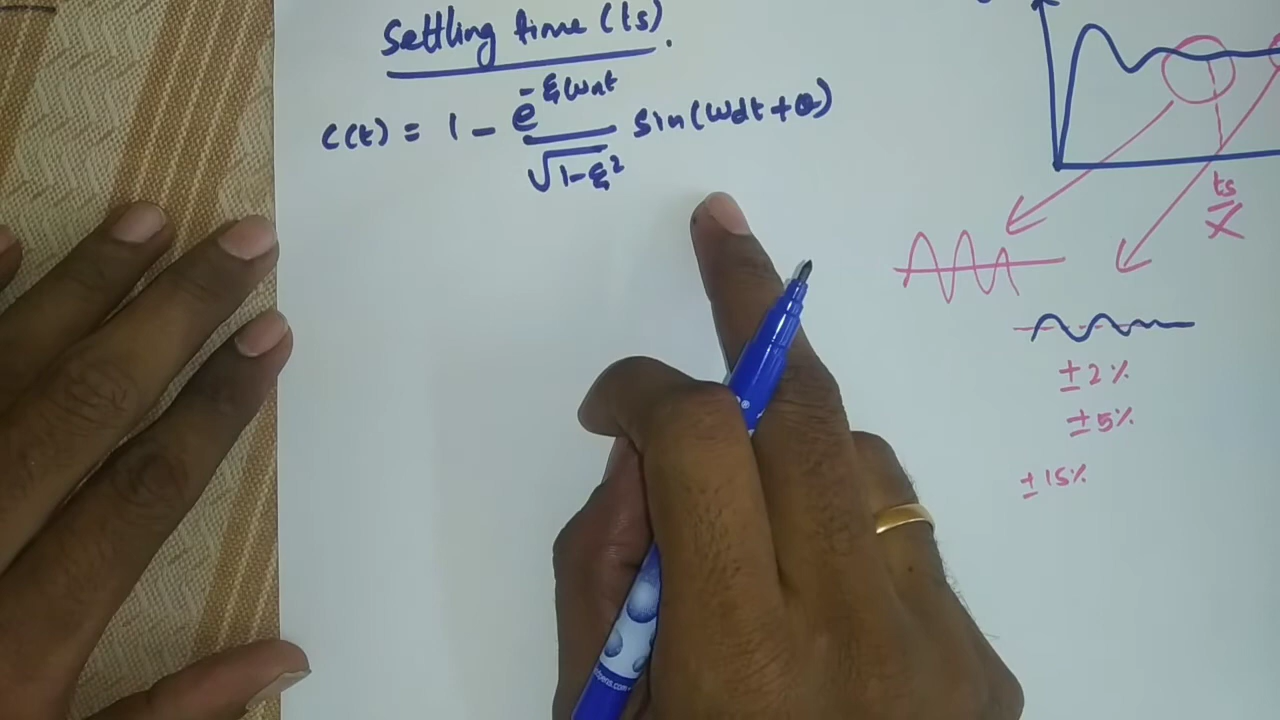 Settling time (ts).
c(t) = 1 - e^-ξωnt / √1-ξ² sin(ωdt+θ)
ts
±2%
±5%
±15%